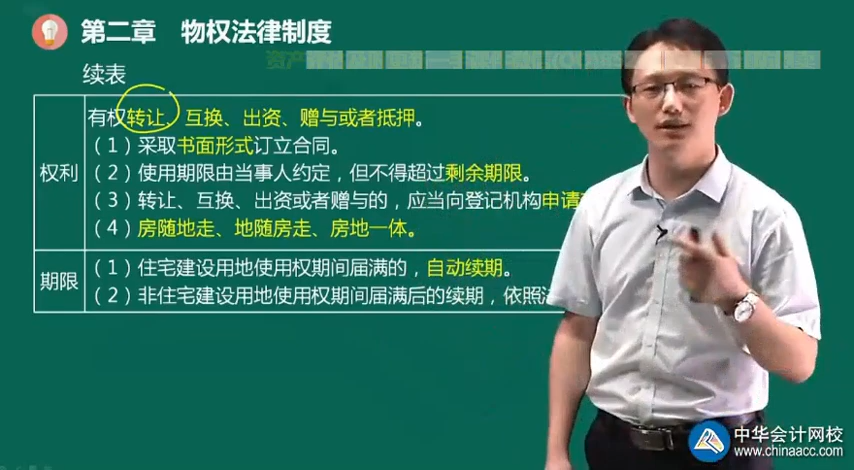 第二章 物权法律制度
续表
权利
有权转让、互换、出资、赠与或者抵押。
（1）采取书面形式订立合同。
（2）使用期限由当事人约定，但不得超过剩余期限。
（3）转让、互换、出资或者赠与的，应当向登记机构申请
（4）房随地走、地随房走、房地一体。
期限
（1）住宅建设用地使用权期间届满的，自动续期。
（2）非住宅建设用地使用权期间届满后的续期，依照
中华会计网校
www.chinaacc.com